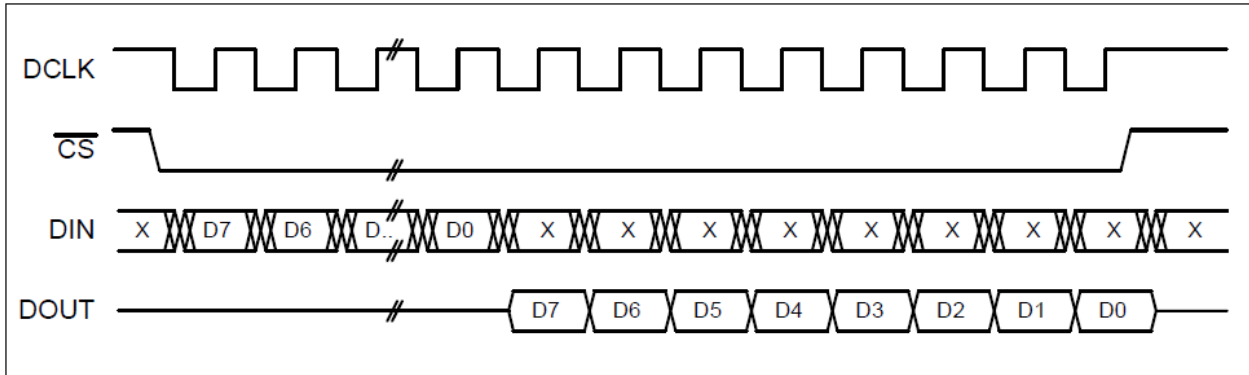 DCLK
CS
DIN X D7 D6 D.. D0 X X X X X X X X X
DOUT D7 D6 D5 D4 D3 D2 D1 D0